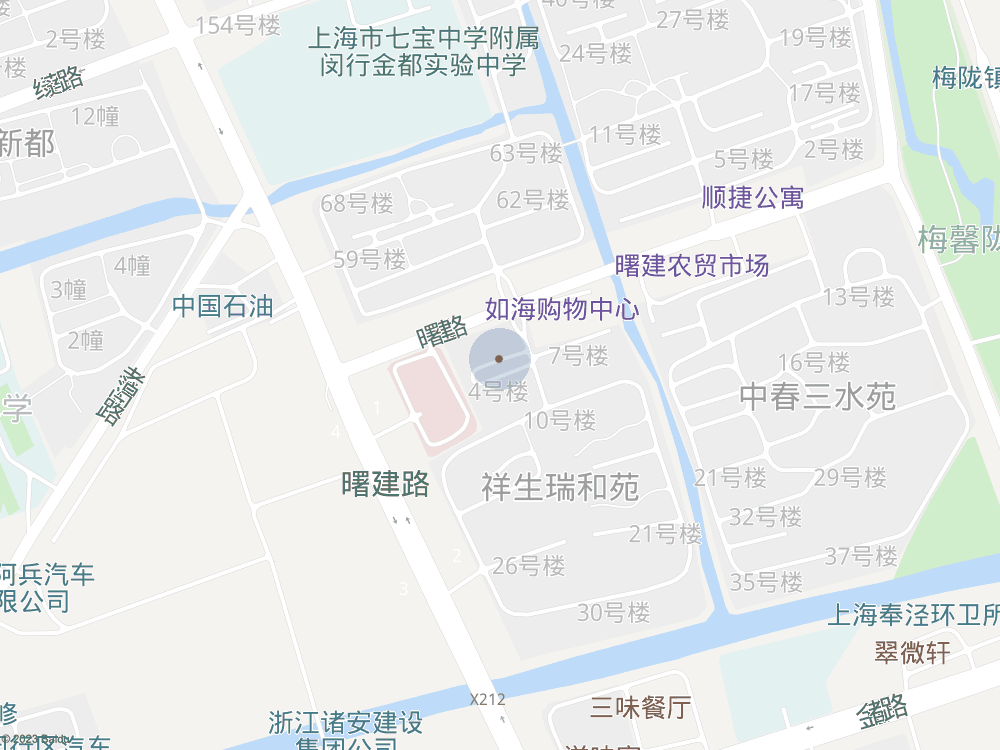 154号楼
2号楼
号楼
上海市七宝中学附属
闵行金都实验中学
27号楼
24号楼
19号楼
梅陇镇
17号楼
12幢
新都
11号楼
63号楼
5号楼
2号楼
68号楼
62号楼
顺捷公寓
梅馨陇
59号楼
曙建农贸市场
4幢
3幢
中国石油
如海购物中心
13号楼
2幢
曙建路
7号楼
16号楼
4号楼
中春三水苑
学
1
10号楼
4
曙建路
祥生瑞和苑
21号楼
29号楼
32号楼
21号楼
2
26号楼
37号楼
阿兵汽车
限公司
3
35号楼
30号楼
上海奉泾环卫所
翠微轩
X212
三味餐厅
修
浙江诸安建设
集团公司
© 2023 Baidu